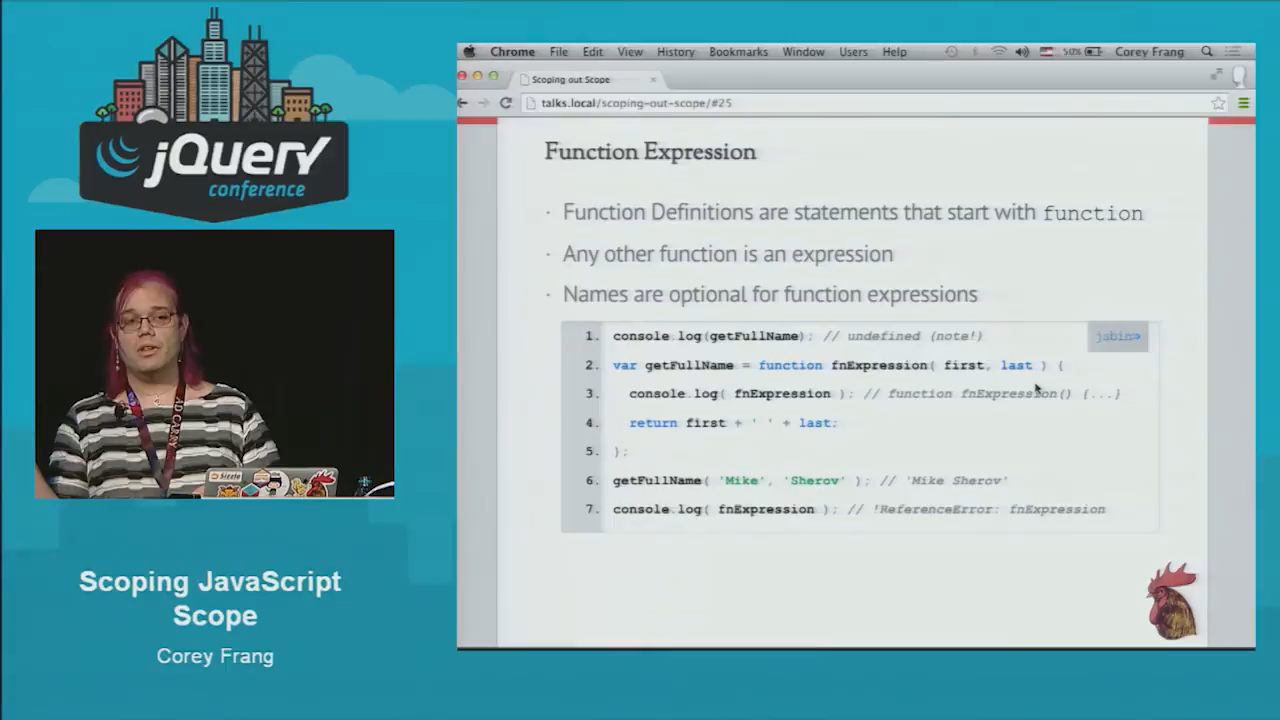 jQuery
conference
Scoping JavaScript
Scope
Corey Frang
Chrome File Edit View History Bookmarks Window Users Help 50% Corey Frang
Scoping out Scope
talks.local/scoping-out-scope/#25
Function Expression
· Function Definitions are statements that start with function
· Any other function is an expression
· Names are optional for function expressions
jsbin»
1. console.log(getFullName); // undefined (note!)
2. var getFullName = function fnExpression( first, last ) {
3. console.log( fnExpression ); // function fnExpression() {...}
4. return first + ' ' + last;
5. };
6. getFullName( 'Mike', 'Sherov' ); // 'Mike Sherov'
7. console.log( fnExpression ); // !ReferenceError: fnExpression
AD CARRY
Sizzle